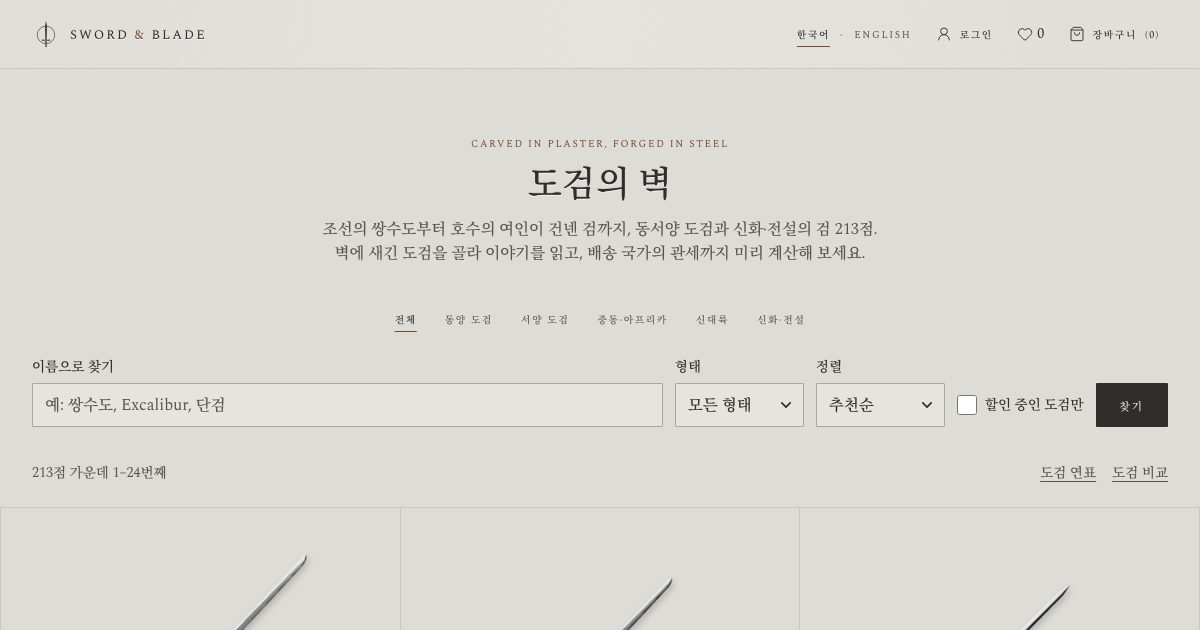 SWORD & BLADE
한국어 · ENGLISH 로그인 0 장바구니 (0)
CARVED IN PLASTER, FORGED IN STEEL
도검의 벽
조선의 쌍수도부터 호수의 여인이 건넨 검까지, 동서양 도검과 신화·전설의 검 213점.
벽에 새긴 도검을 골라 이야기를 읽고, 배송 국가의 관세까지 미리 계산해 보세요.
전체 동양 도검 서양 도검 중동·아프리카 신대륙 신화·전설
이름으로 찾기 형태 정렬
예: 쌍수도, Excalibur, 단검 모든 형태 추천순 할인 중인 도검만 찾기
213점 가운데 1–24번째 도검 연표 도검 비교